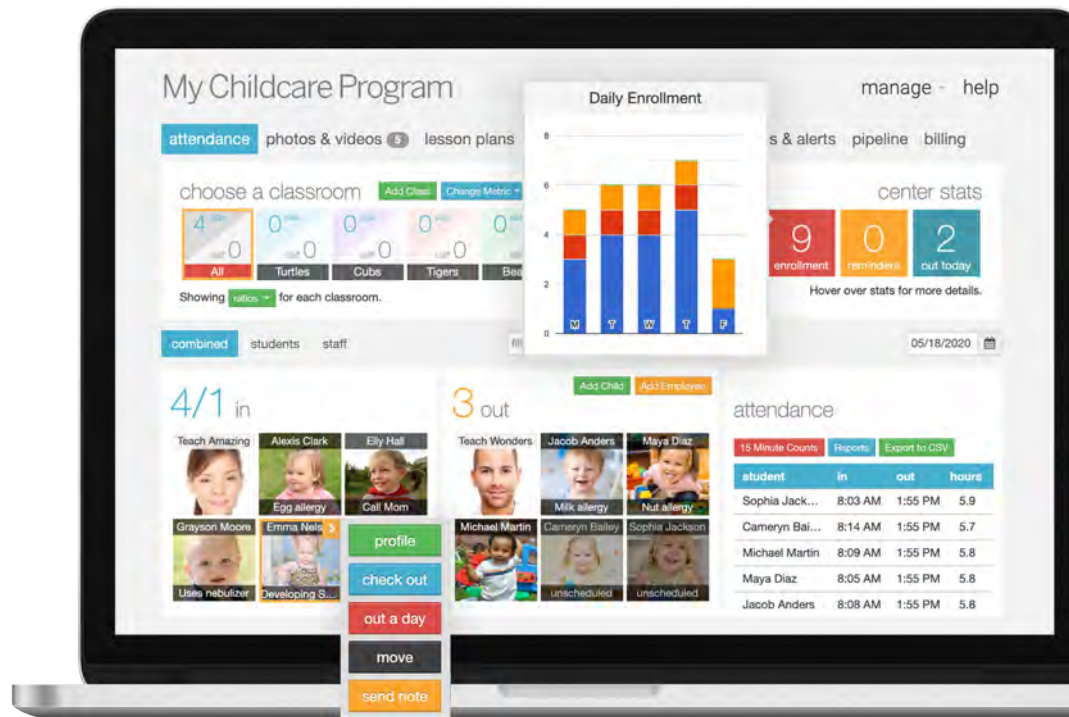 My Childcare Program
manage
help
attendance
photos & videos 5
lesson plans
s & alerts
pipeline
billing
Daily Enrollment
8
6
4
2
0
M T W T F
choose a classroom
Add Class
Change Metric
4
0
All
0
0
Turtles
0
0
Cubs
0
0
Tigers
0
Bea
Showing ratios for each classroom.
center stats
9
enrollment
0
reminders
2
out today
Hover over stats for more details.
combined
students
staff
05/18/2020
4/1 in
Teach Amazing
Alexis Clark
Egg allergy
Elly Hall
Call Mom
Grayson Moore
Uses nebulizer
Emma Nels
Developing S...
profile
check out
out a day
move
send note
Add Child
Add Employee
3 out
Teach Wonders
Jacob Anders
Milk allergy
Maya Diaz
Nut allergy
Michael Martin
Cameryn Bailey
unscheduled
Sophia Jackson
unscheduled
attendance
15 Minute Counts
Reports
Export to CSV
student in out hours
Sophia Jack... 8:03 AM 1:55 PM 5.9
Cameryn Bai... 8:14 AM 1:55 PM 5.7
Michael Martin 8:09 AM 1:55 PM 5.8
Maya Diaz 8:05 AM 1:55 PM 5.8
Jacob Anders 8:08 AM 1:55 PM 5.8